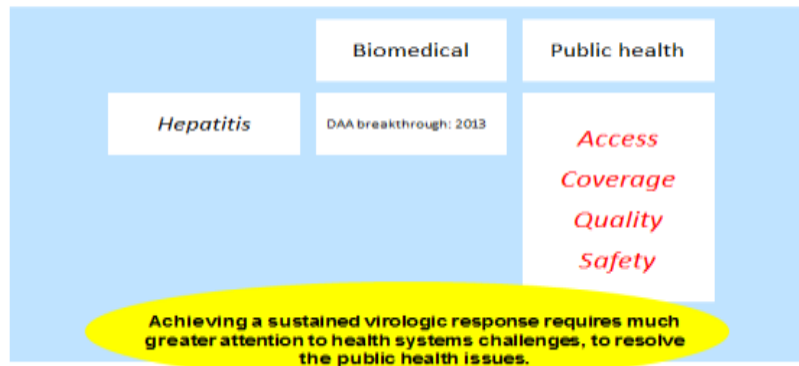 Biomedical
Public health
Hepatitis
DAA breakthrough: 2013
Access
Coverage
Quality
Safety
Achieving a sustained virologic response requires much
greater attention to health systems challenges, to resolve
the public health issues.